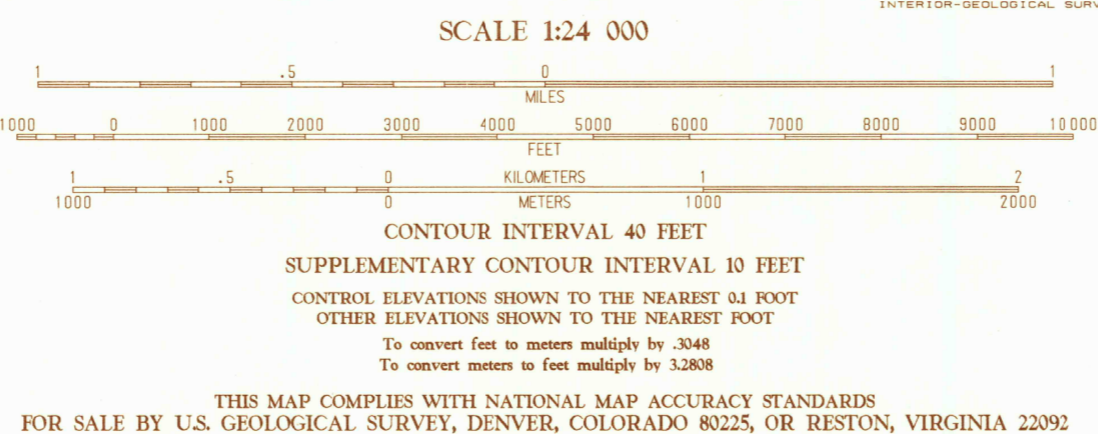 INTERIOR-GEOLOGICAL SURV
SCALE 1:24 000
1 .5 0 1
MILES
1000 0 1000 2000 3000 4000 5000 6000 7000 8000 9000 10 000
FEET
1 .5 0 KILOMETERS 1 2
1000 0 METERS 1000 2000
CONTOUR INTERVAL 40 FEET
SUPPLEMENTARY CONTOUR INTERVAL 10 FEET
CONTROL ELEVATIONS SHOWN TO THE NEAREST 0.1 FOOT
OTHER ELEVATIONS SHOWN TO THE NEAREST FOOT
To convert feet to meters multiply by .3048
To convert meters to feet multiply by 3.2808
THIS MAP COMPLIES WITH NATIONAL MAP ACCURACY STANDARDS
FOR SALE BY U.S. GEOLOGICAL SURVEY, DENVER, COLORADO 80225, OR RESTON, VIRGINIA 22092